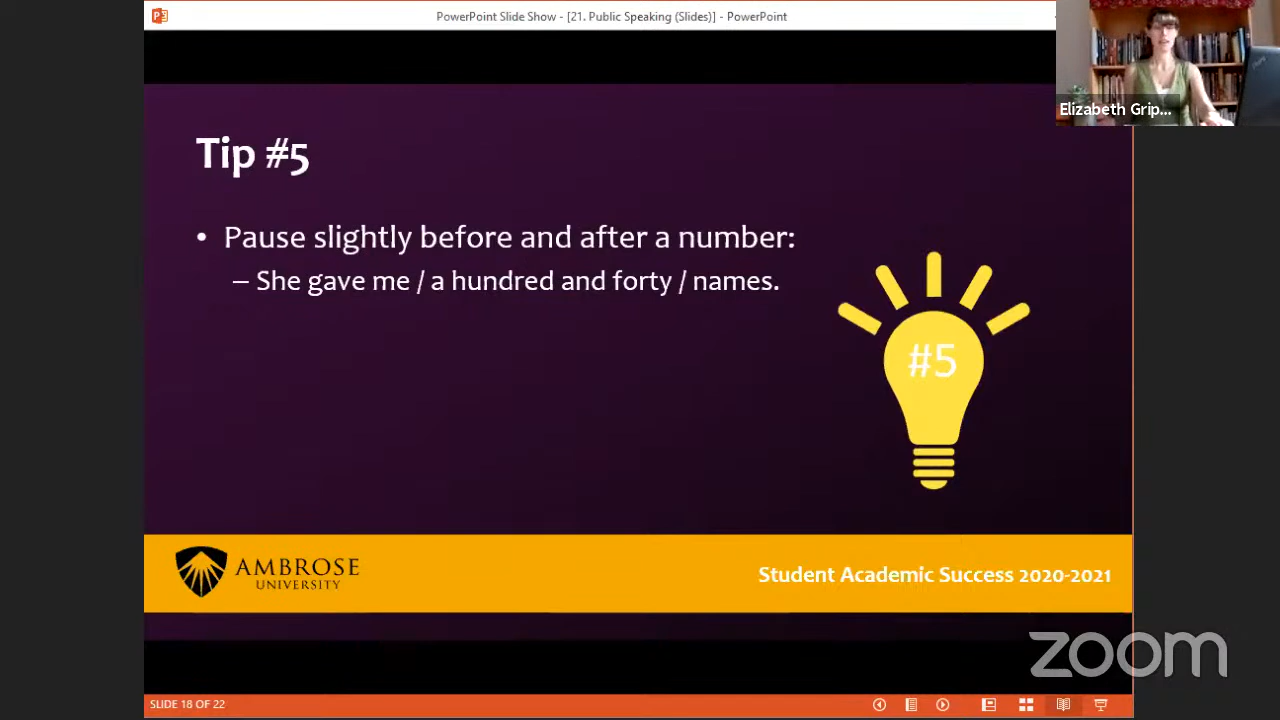 PowerPoint Slide Show - [21. Public Speaking (Slides)] - PowerPoint
Elizabeth Grip...
Tip #5
• Pause slightly before and after a number:
– She gave me / a hundred and forty / names.
#5
AMBROSE
UNIVERSITY
Student Academic Success 2020-2021
zoom
SLIDE 18 OF 22